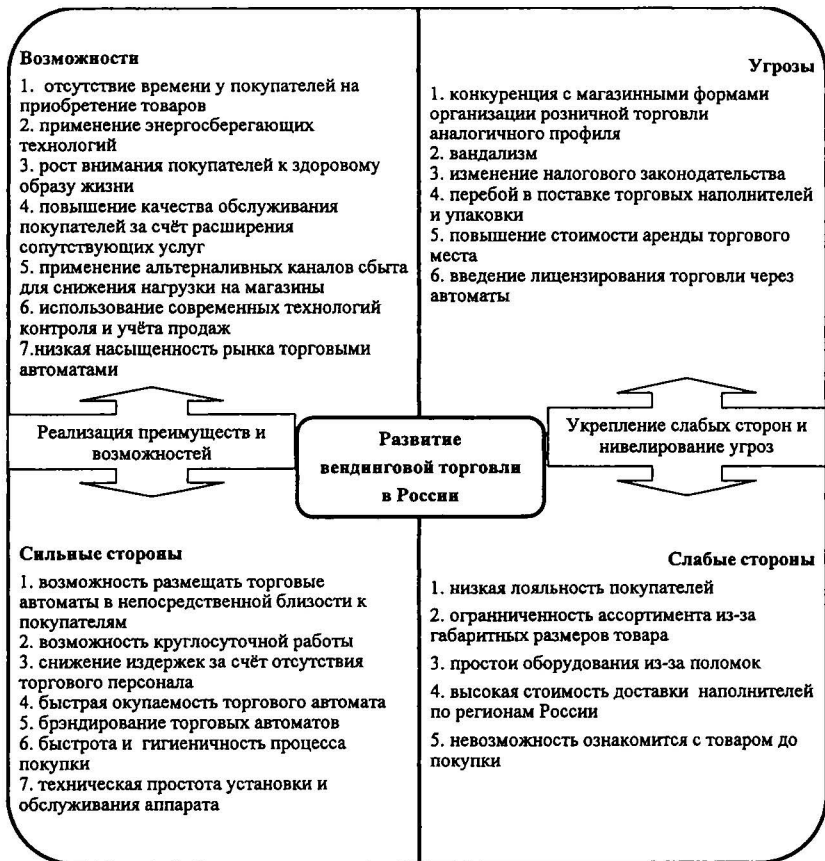 Возможности
1. отсутствие времени у покупателей на
приобретение товаров
2. применение энергосберегающих
технологий
3. рост внимания покупателей к здоровому
образу жизни
4. повышение качества обслуживания
покупателей за счёт расширения
сопутствующих услуг
5. применение альтерналивных каналов сбыта
для снижения нагрузки на магазины
6. использование современных технологий
контроля и учёта продаж
7.низкая насыщенность рынка торговыми
автоматами
Угрозы
1. конкуренция с магазинными формами
организации розничной торговли
аналогичного профиля
2. вандализм
3. изменение налогового законодательства
4. перебой в поставке торговых наполнителей
и упаковки
5. повышение стоимости аренды торгового
места
6. введение лицензирования торговли через
автоматы
Реализация преимуществ и
возможностей
Развитие
вендинговой торговли
в России
Укрепление слабых сторон и
нивелирование угроз
Сильные стороны
1. возможность размещать торговые
автоматы в непосредственной близости к
покупателям
2. возможность круглосуточной работы
3. снижение издержек за счёт отсутствия
торгового персонала
4. быстрая окупаемость торгового автомата
5. брэндирование торговых автоматов
6. быстрота и гигиеничность процесса
покупки
7. техническая простота установки и
обслуживания аппарата
Слабые стороны
1. низкая лояльность покупателей
2. ограниченность ассортимента из-за
габаритных размеров товара
3. простои оборудования из-за поломок
4. высокая стоимость доставки наполнителей
по регионам России
5. невозможность ознакомится с товаром до
покупки